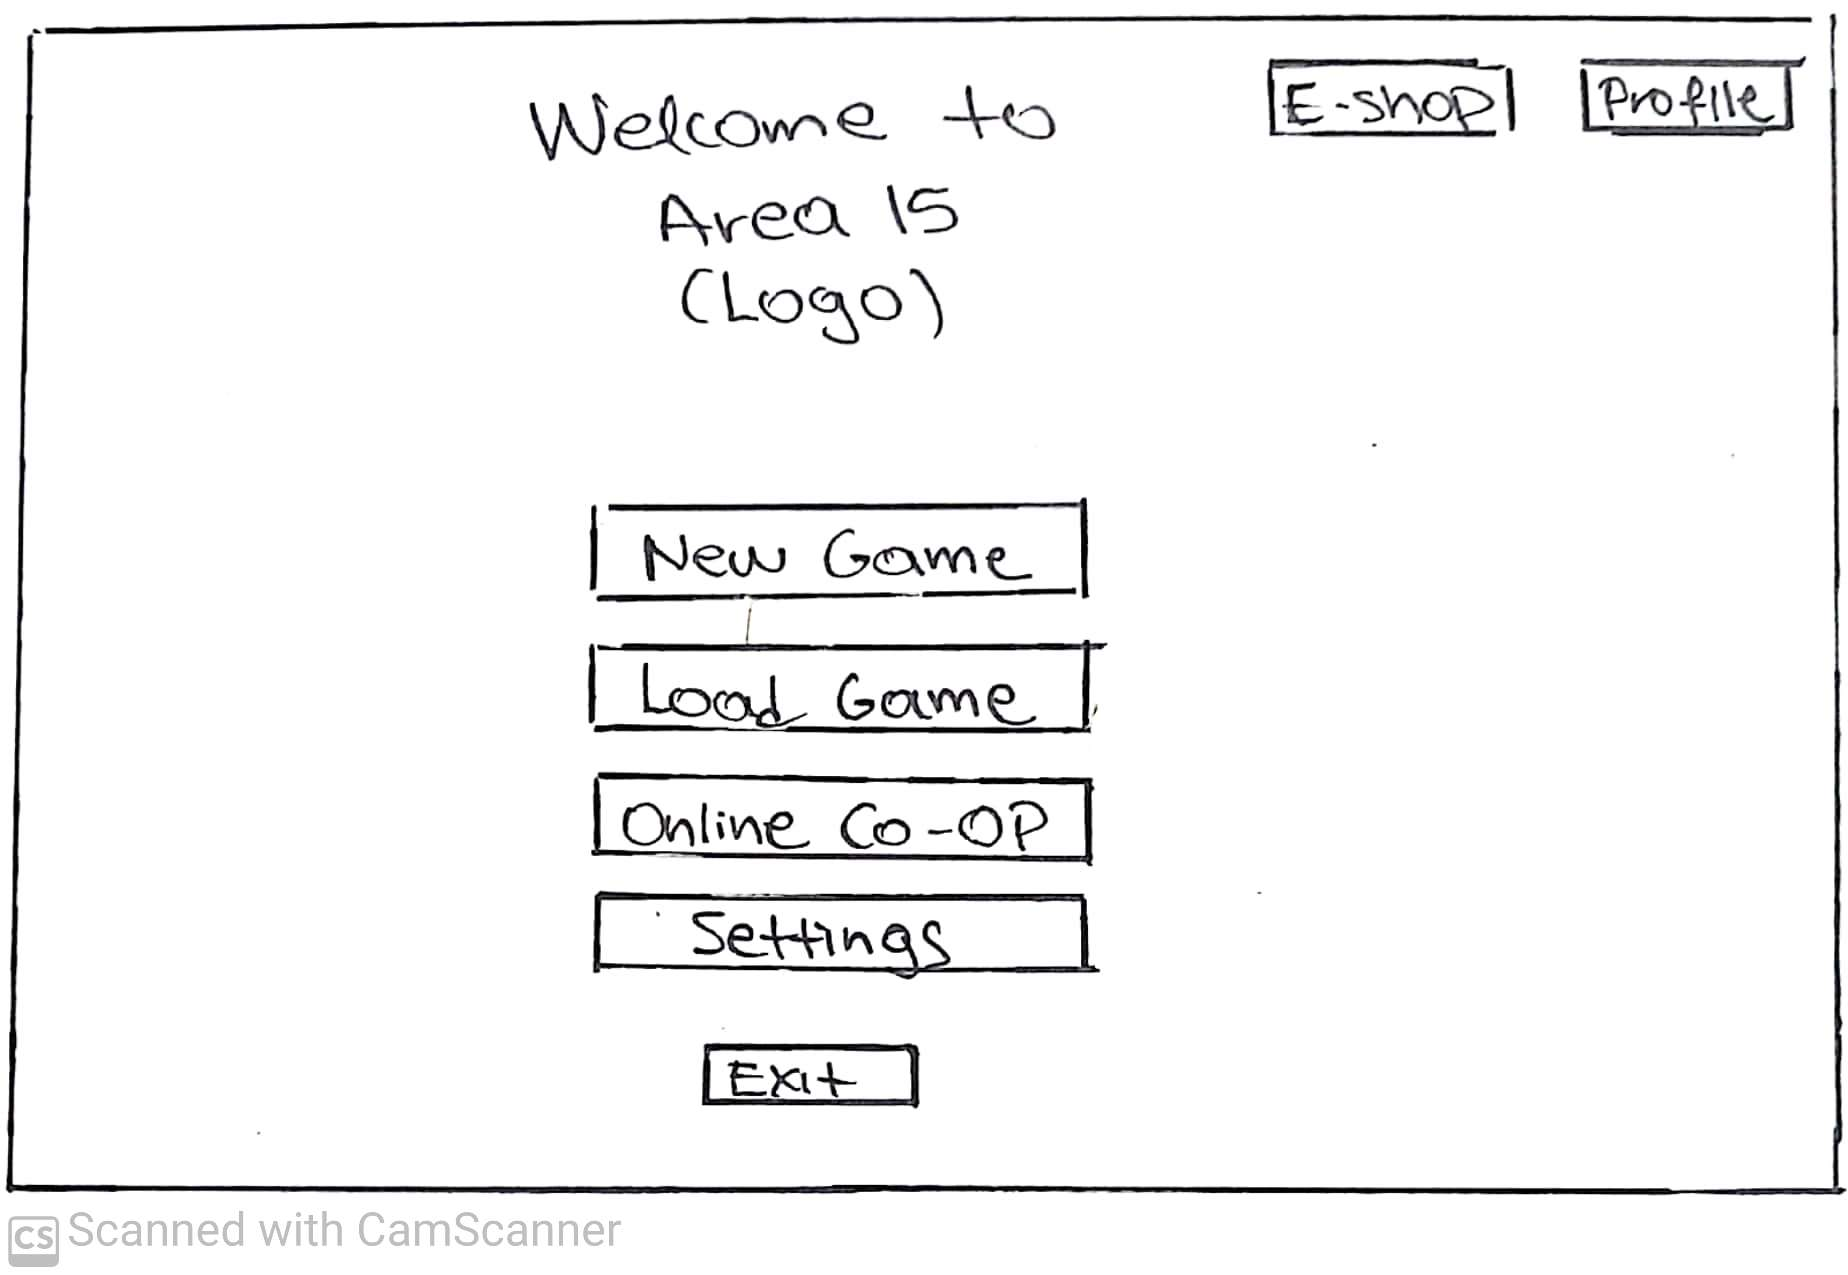 Welcome to
Area 15
(Logo)
E-shop
Profile
New Game
Load Game
Online Co-OP
Settings
Exit
CS Scanned with CamScanner